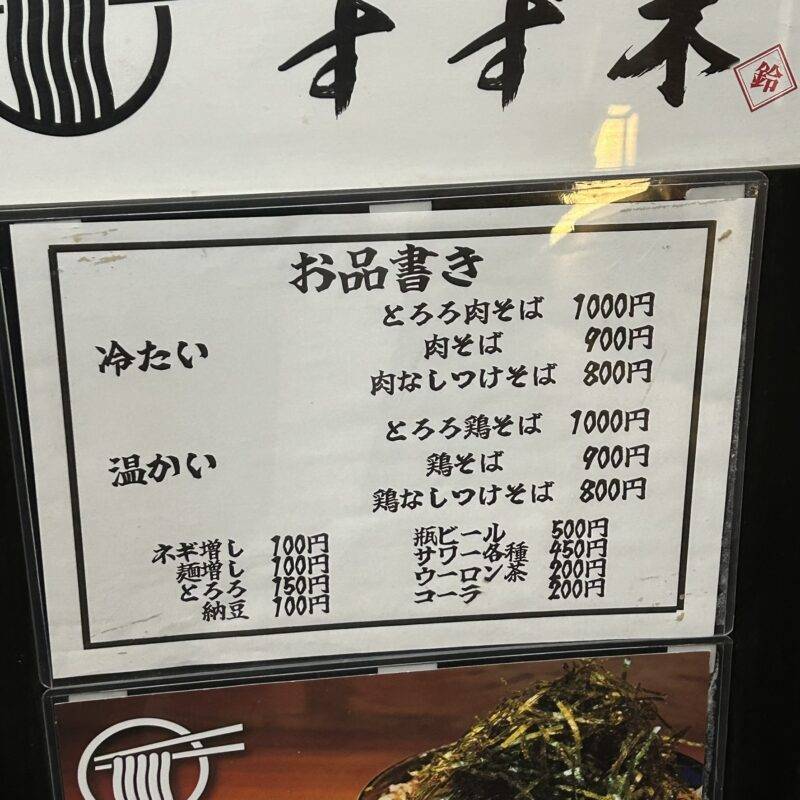 すず木
鈴
お品書き
冷たい
とろろ肉そば 1000円
肉そば 900円
肉なしつけそば 800円
温かい
とろろ鶏そば 1000円
鶏そば 900円
鶏なしつけそば 800円
ネギ増し 100円
麺増し 100円
とろろ 150円
納豆 100円
瓶ビール 500円
サワー各種 450円
ウーロン茶 200円
コーラ 200円